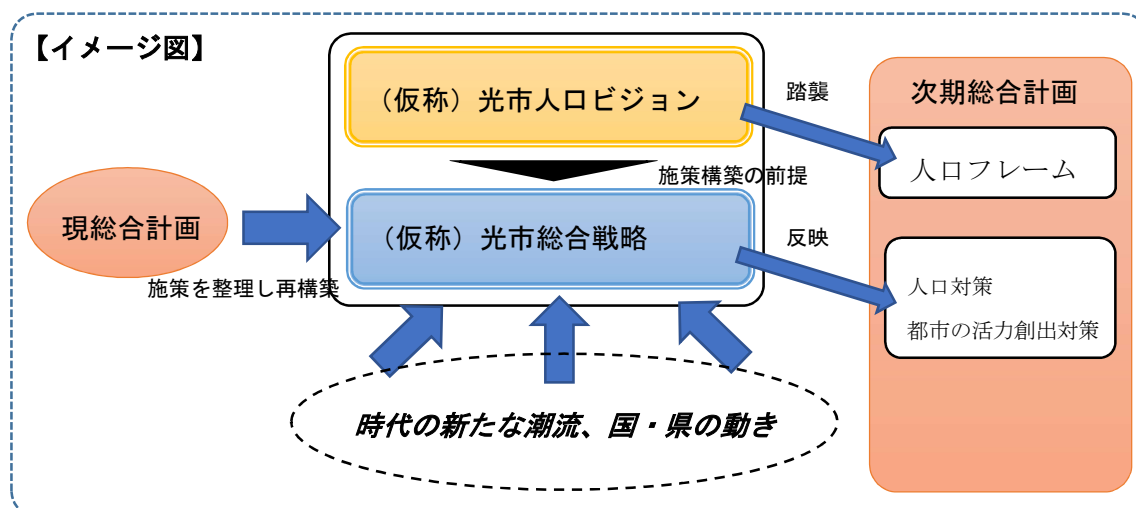 【イメージ図】
（仮称）光市人口ビジョン
踏襲
次期総合計画
人口フレーム
施策構築の前提
現総合計画
（仮称）光市総合戦略
反映
施策を整理し再構築
人口対策
都市の活力創出対策
時代の新たな潮流、国・県の動き